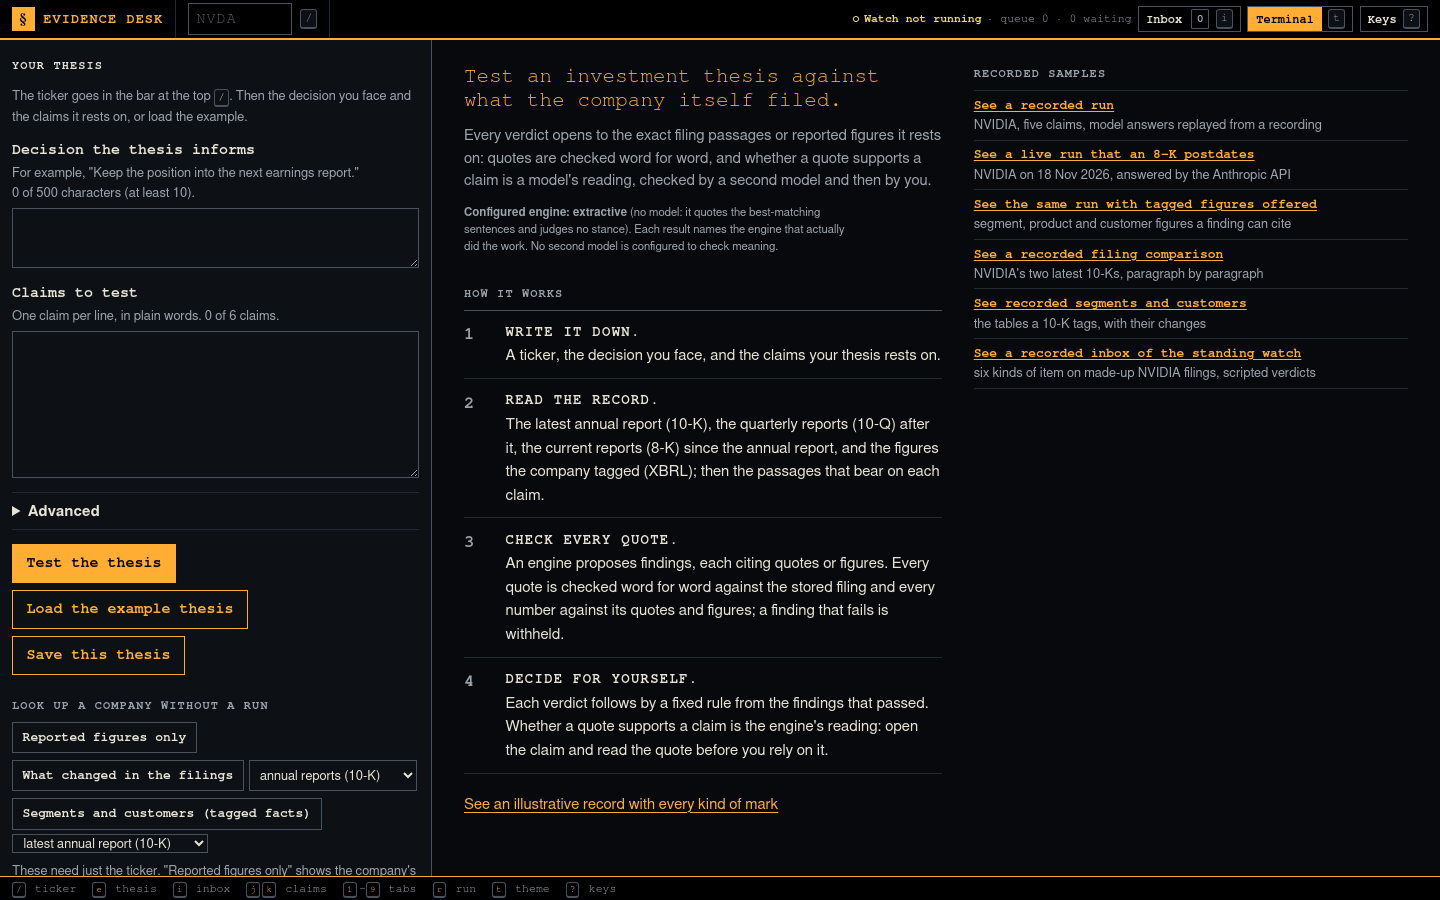 § EVIDENCE DESK NVDA / Watch not running · queue 0 · 0 waiting Inbox 0 i Terminal t Keys ?
YOUR THESIS
The ticker goes in the bar at the top / . Then the decision you face and
the claims it rests on, or load the example.
Decision the thesis informs
For example, "Keep the position into the next earnings report."
0 of 500 characters (at least 10).
Claims to test
One claim per line, in plain words. 0 of 6 claims.
Advanced
Test the thesis
Load the example thesis
Save this thesis
LOOK UP A COMPANY WITHOUT A RUN
Reported figures only
What changed in the filings annual reports (10-K)
Segments and customers (tagged facts)
latest annual report (10-K)
These need just the ticker. "Reported figures only" shows the company's
Test an investment thesis against
what the company itself filed.
Every verdict opens to the exact filing passages or reported figures it rests
on: quotes are checked word for word, and whether a quote supports a
claim is a model's reading, checked by a second model and then by you.
Configured engine: extractive (no model: it quotes the best-matching
sentences and judges no stance). Each result names the engine that actually
did the work. No second model is configured to check meaning.
HOW IT WORKS
1 WRITE IT DOWN.
A ticker, the decision you face, and the claims your thesis rests on.
2 READ THE RECORD.
The latest annual report (10-K), the quarterly reports (10-Q) after
it, the current reports (8-K) since the annual report, and the figures
the company tagged (XBRL); then the passages that bear on each
claim.
3 CHECK EVERY QUOTE.
An engine proposes findings, each citing quotes or figures. Every
quote is checked word for word against the stored filing and every
number against its quotes and figures; a finding that fails is
withheld.
4 DECIDE FOR YOURSELF.
Each verdict follows by a fixed rule from the findings that passed.
Whether a quote supports a claim is the engine's reading: open
the claim and read the quote before you rely on it.
See an illustrative record with every kind of mark
RECORDED SAMPLES
See a recorded run
NVIDIA, five claims, model answers replayed from a recording
See a live run that an 8-K postdates
NVIDIA on 18 Nov 2026, answered by the Anthropic API
See the same run with tagged figures offered
segment, product and customer figures a finding can cite
See a recorded filing comparison
NVIDIA's two latest 10-Ks, paragraph by paragraph
See recorded segments and customers
the tables a 10-K tags, with their changes
See a recorded inbox of the standing watch
six kinds of item on made-up NVIDIA filings, scripted verdicts
/ ticker e thesis i inbox j k claims 1-9 tabs r run t theme ? keys